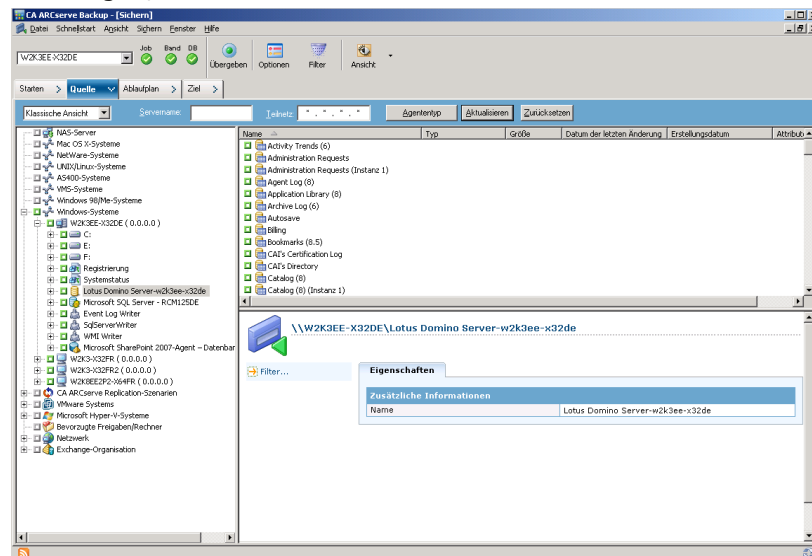 CA ARCserve Backup - [Sichern]
Datei Schnellstart Ansicht Sichern Fenster Hilfe
W2K3EE-X32DE
Job Band DB
Übergeben Optionen Filter Ansicht
Starten Quelle Ablaufplan Ziel
Klassische Ansicht Servername: Teilnetz: Agententyp Aktualisieren Zurücksetzen
NAS-Server
Mac OS X-Systeme
NetWare-Systeme
UNIX/Linux-Systeme
AS400-Systeme
VMS-Systeme
Windows 98/Me-Systeme
Windows-Systeme
W2K3EE-X32DE ( 0.0.0.0 )
C:
E:
F:
Registrierung
Systemstatus
Lotus Domino Server-w2k3ee-x32de
Microsoft SQL Server - RCM125DE
Event Log Writer
SqlServerWriter
WMI Writer
Microsoft SharePoint 2007-Agent – Datenbar
W2K3-X32FR ( 0.0.0.0 )
W2K3-X32FR2 ( 0.0.0.0 )
W2K8EE2P2-X64FR ( 0.0.0.0 )
CA ARCserve Replication-Szenarien
VMware Systems
Microsoft Hyper-V-Systeme
Bevorzugte Freigaben/Rechner
Netzwerk
Exchange-Organisation
Name Typ Größe Datum der letzten Änderung Erstellungsdatum Attribut
Activity Trends (6)
Administration Requests
Administration Requests (Instanz 1)
Agent Log (8)
Application Library (8)
Archive Log (6)
Autosave
Billing
Bookmarks (8.5)
CAI's Certification Log
CAI's Directory
Catalog (8)
Catalog (8) (Instanz 1)
\\W2K3EE-X32DE\Lotus Domino Server-w2k3ee-x32de
Filter...
Eigenschaften
Zusätzliche Informationen
Name Lotus Domino Server-w2k3ee-x32de